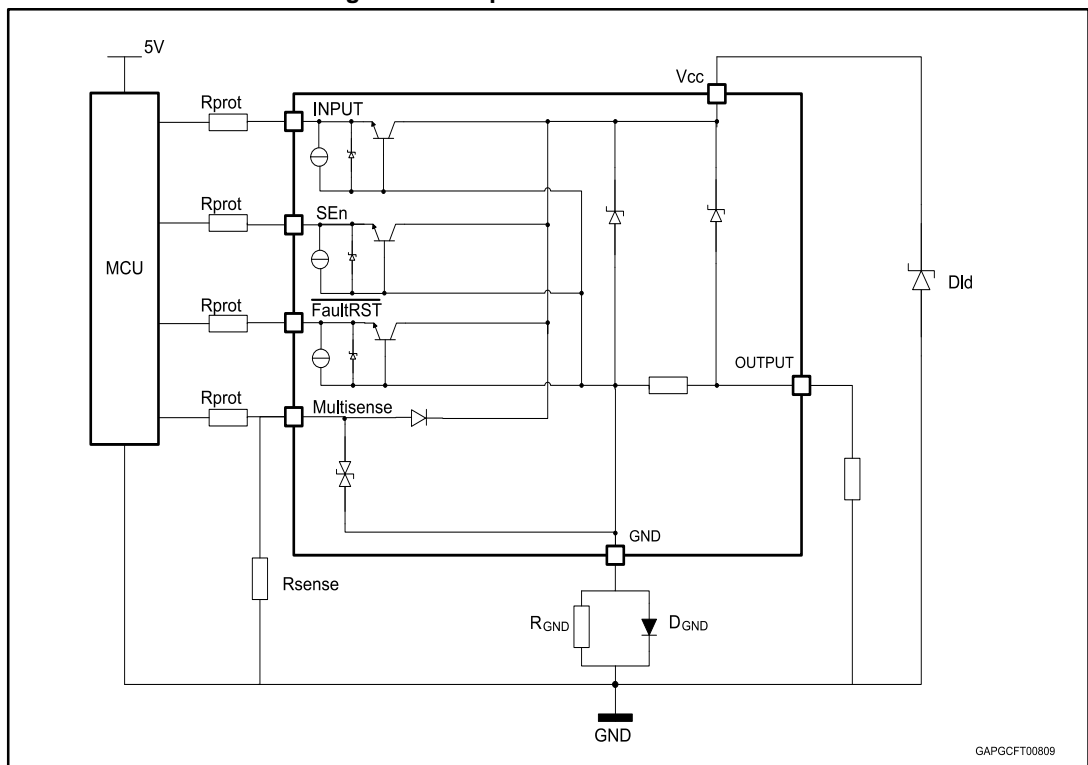 5V
Vcc
Rprot
INPUT
Rprot
SEn
MCU
Dld
Rprot
FaultRST
OUTPUT
Rprot
Multisense
GND
Rsense
RGND
DGND
GND
GAPGCFT00809